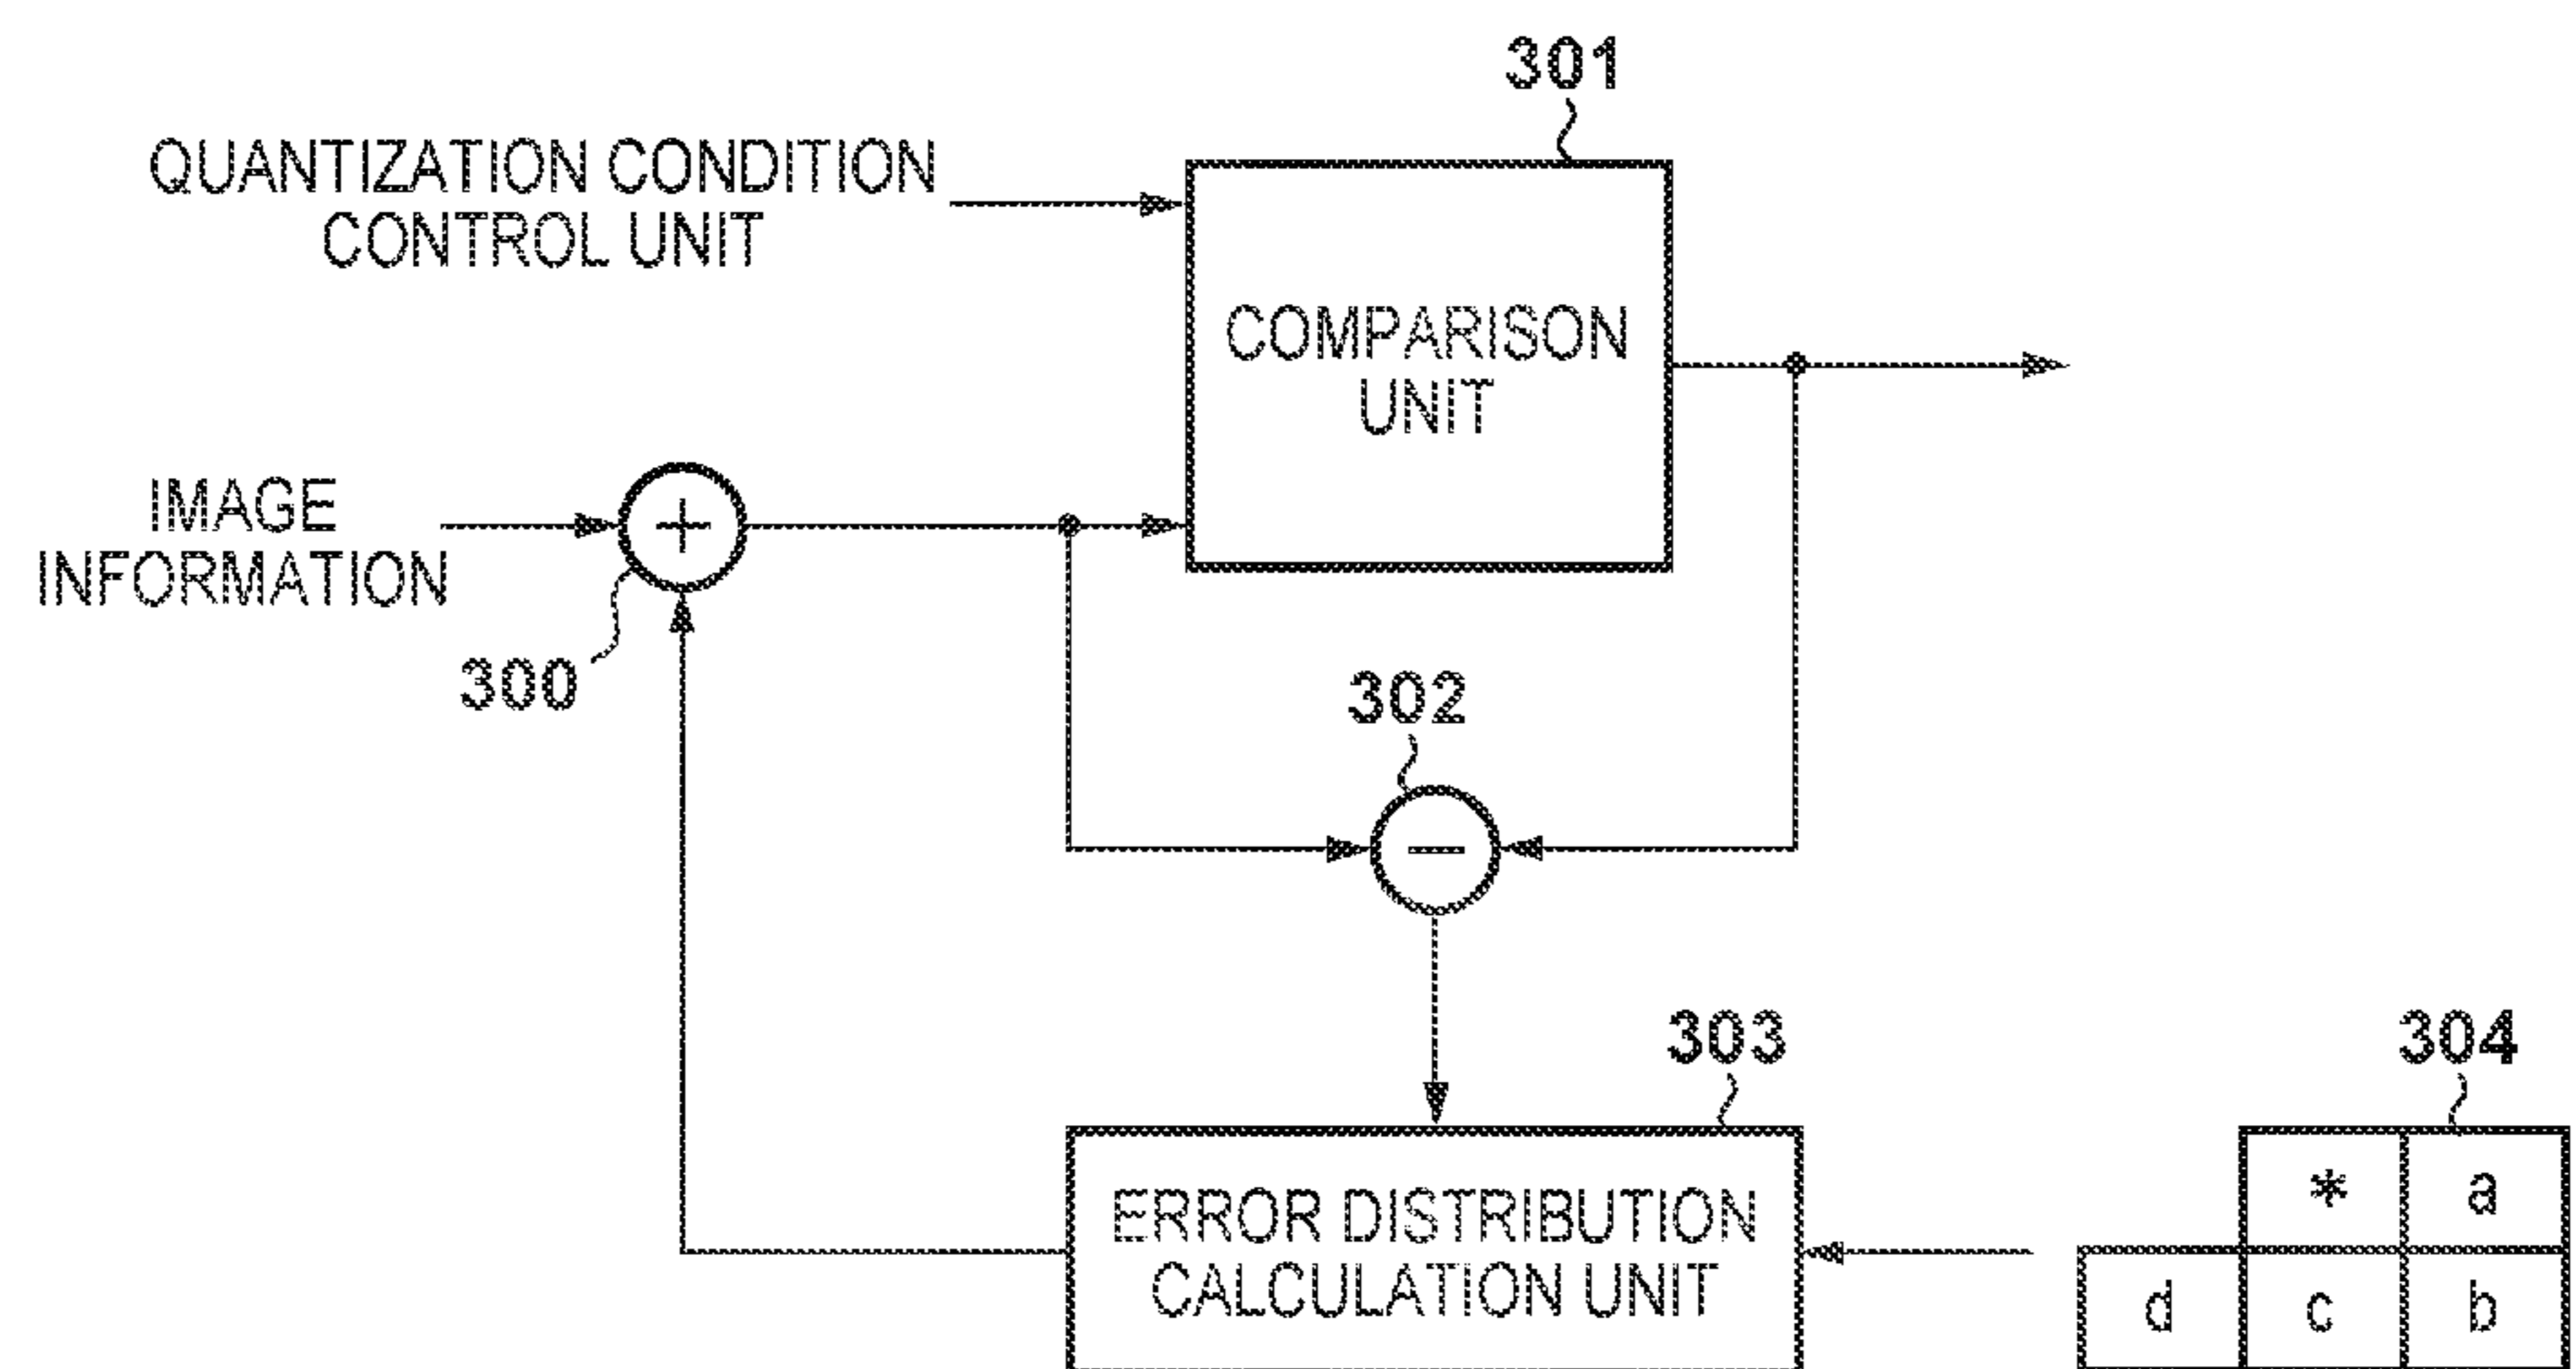 301
QUANTIZATION CONDITION
CONTROL UNIT
COMPARISON
UNIT
IMAGE
INFORMATION
+
300
302
−
303
304
ERROR DISTRIBUTION
CALCULATION UNIT
* a
d c b